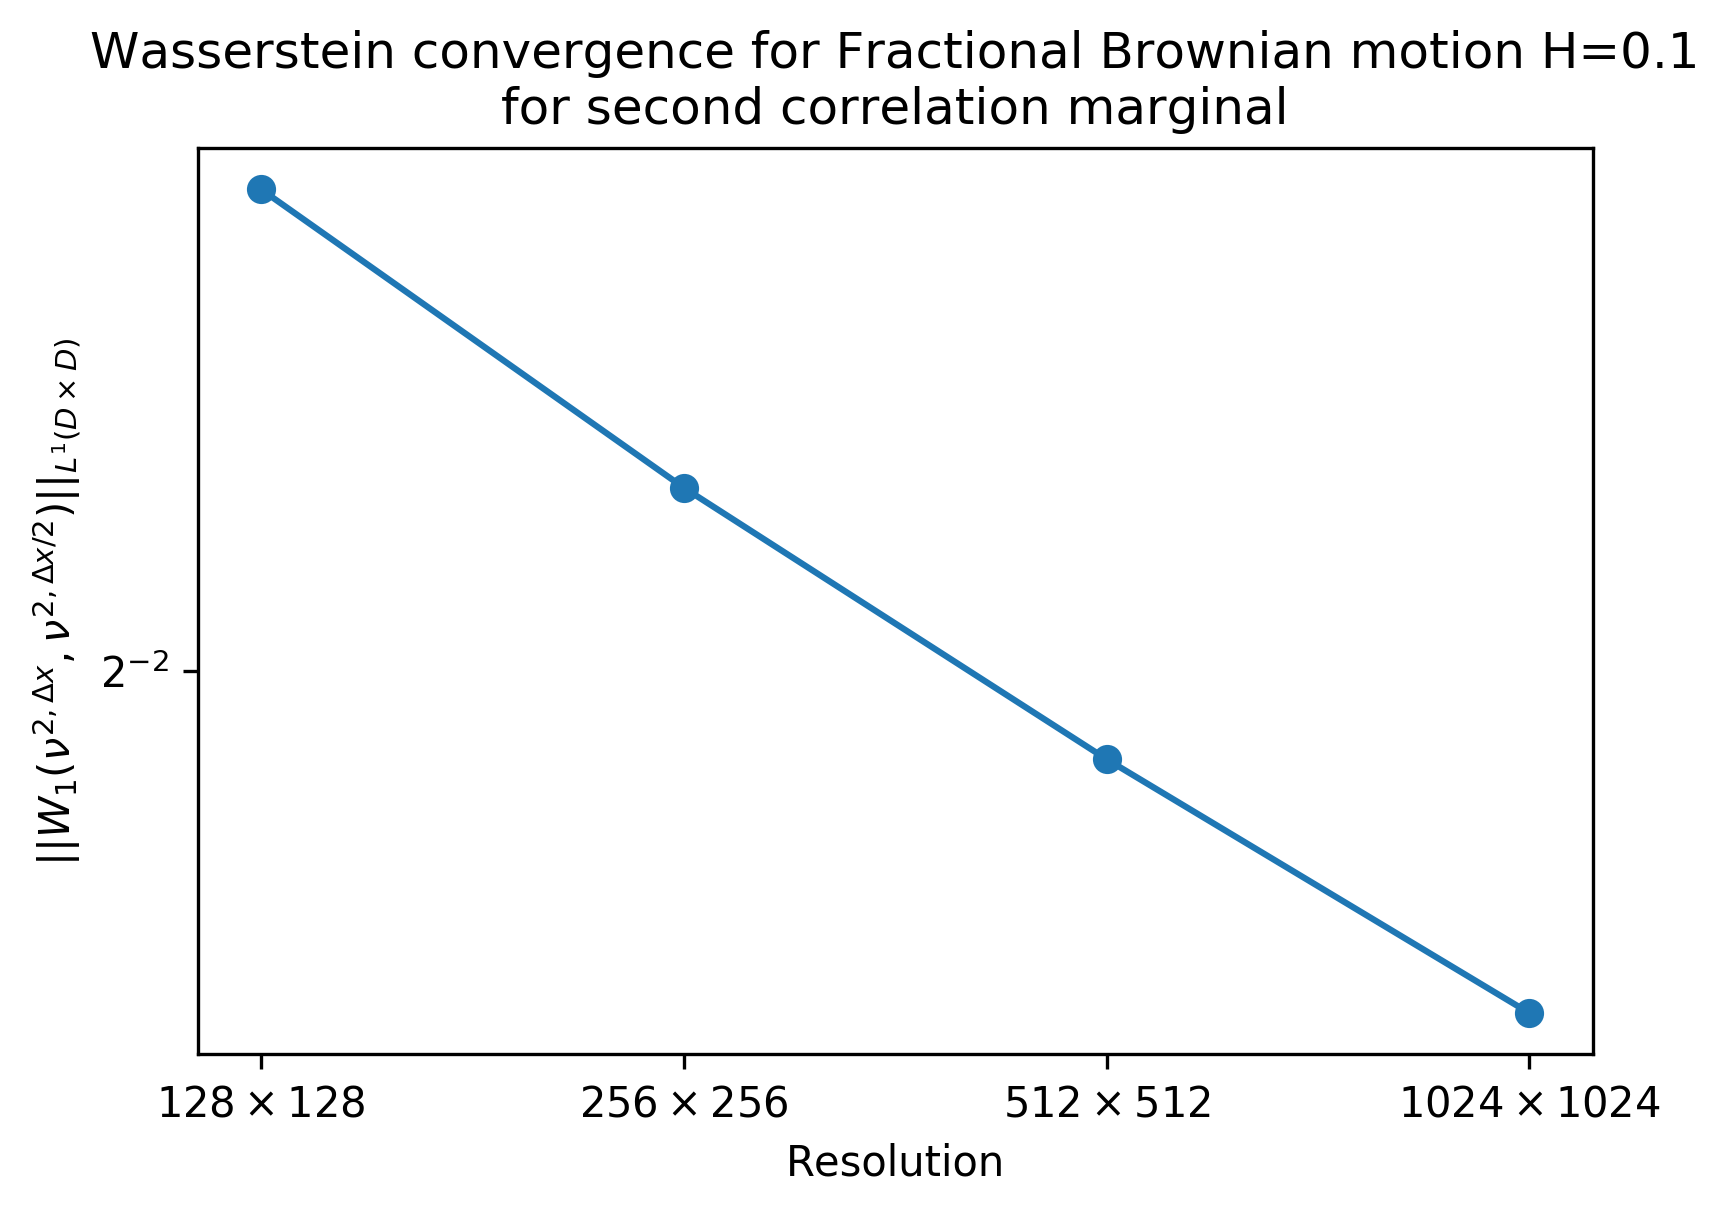 Wasserstein convergence for Fractional Brownian motion H=0.1
for second correlation marginal
||W₁(ν^{2,Δx}, ν^{2,Δx/2})||_{L¹(D×D)}
2⁻²
128 × 128
256 × 256
512 × 512
1024 × 1024
Resolution